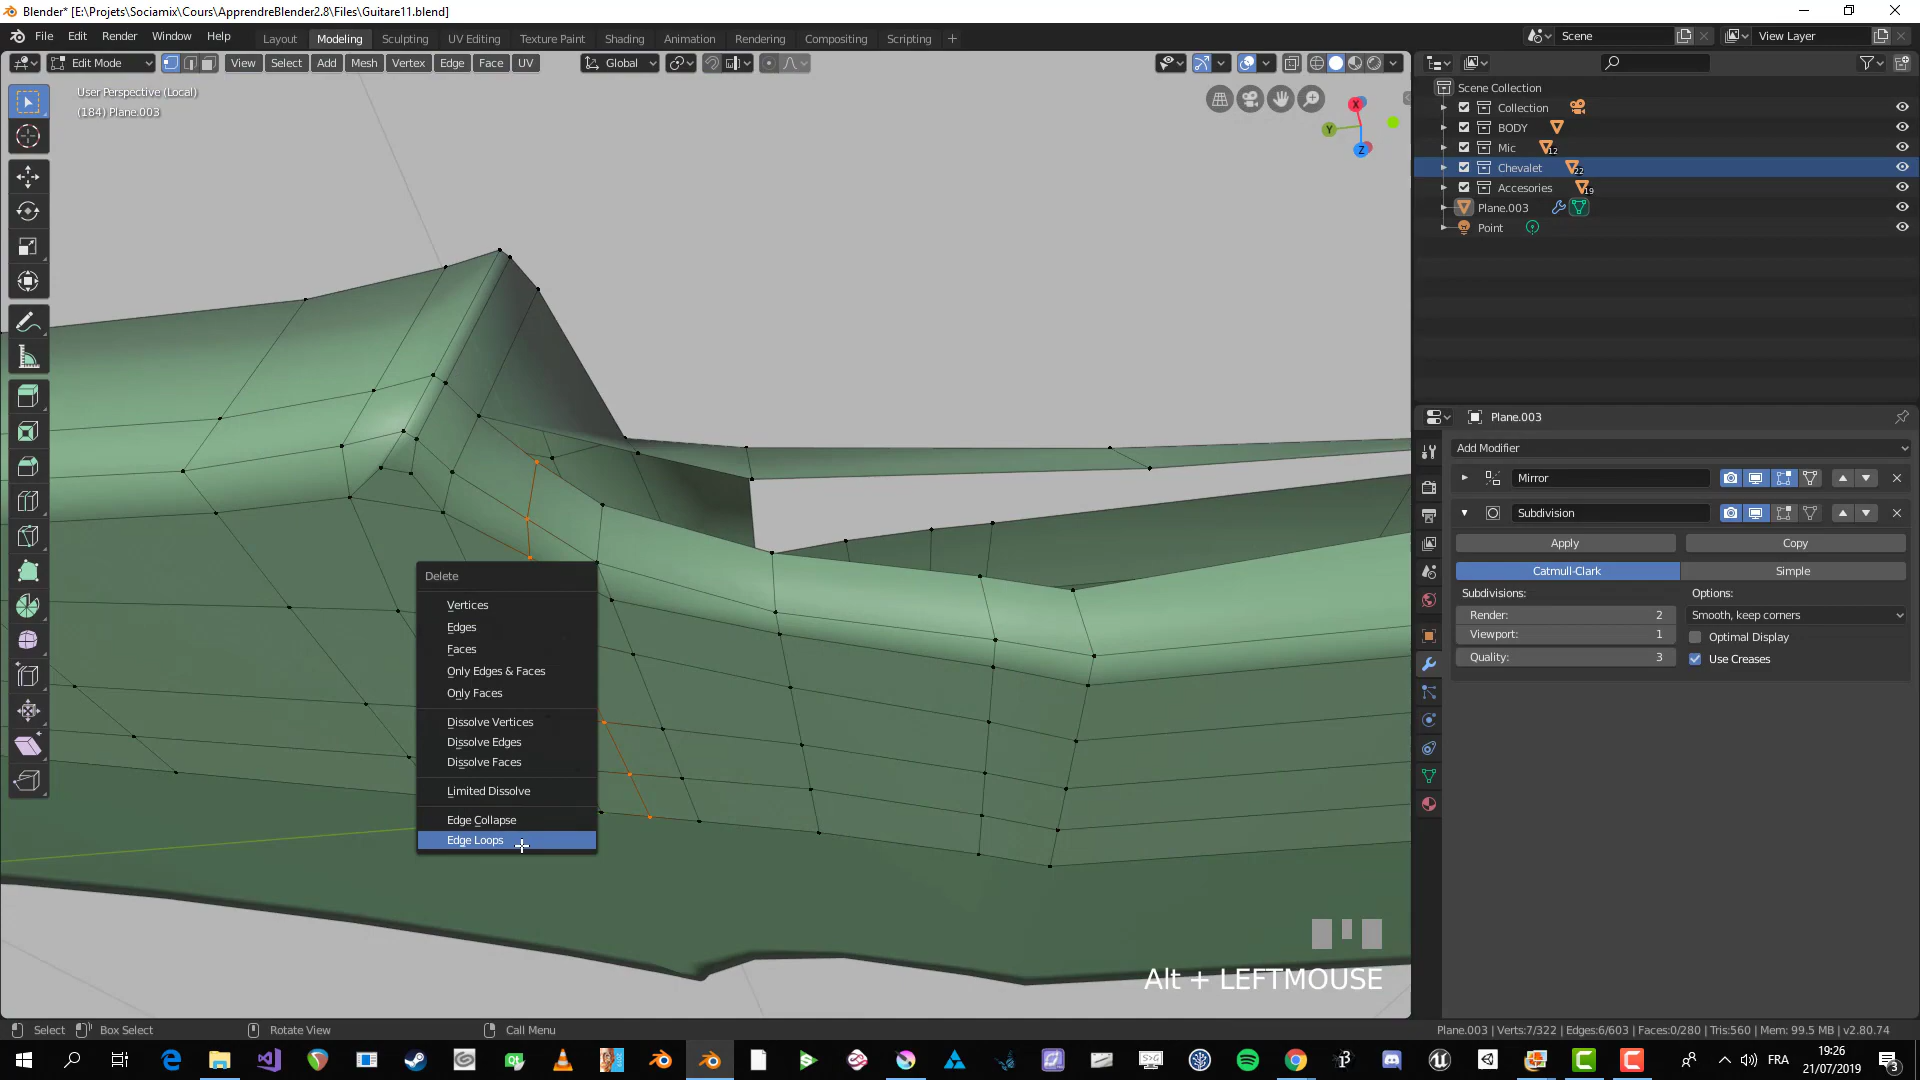 Blender* [E:\Projets\Sociamix\Cours\ApprendreBlender2.8\Files\Guitare11.blend]
File Edit Render Window Help
Layout Modeling Sculpting UV Editing Texture Paint Shading Animation Rendering Compositing Scripting
Scene
View Layer
Edit Mode
View Select Add Mesh Vertex Edge Face UV
Global
User Perspective (Local)
(184) Plane.003
X
Y
Z
Scene Collection
Collection
BODY
Mic
12
Chevalet
22
Accesories
19
Plane.003
Point
Plane.003
Add Modifier
Mirror
Subdivision
Apply
Copy
Catmull-Clark
Simple
Subdivisions:
Options:
Render: 2
Smooth, keep corners
Viewport: 1
Optimal Display
Quality: 3
Use Creases
Delete
Vertices
Edges
Faces
Only Edges & Faces
Only Faces
Dissolve Vertices
Dissolve Edges
Dissolve Faces
Limited Dissolve
Edge Collapse
Edge Loops
Alt + LEFTMOUSE
Select
Box Select
Rotate View
Call Menu
Plane.003 | Verts:7/322 | Edges:6/603 | Faces:0/280 | Tris:560 | Mem: 99.5 MB | v2.80.74
FRA
19:26
21/07/2019
3